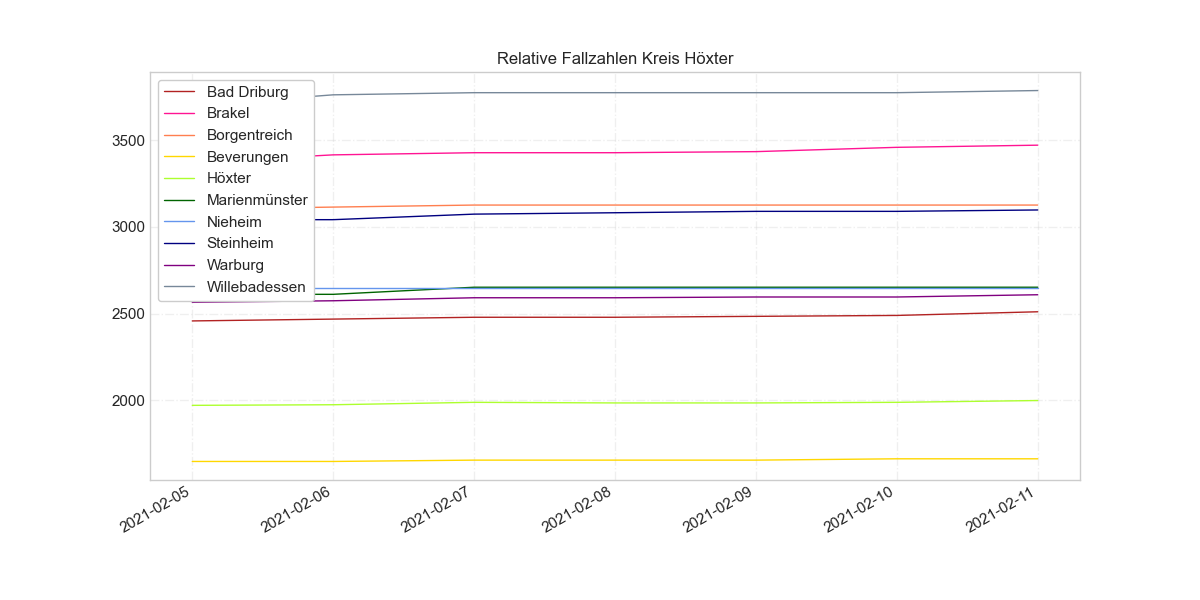 Relative Fallzahlen Kreis Höxter
Bad Driburg
Brakel
Borgentreich
Beverungen
Höxter
Marienmünster
Nieheim
Steinheim
Warburg
Willebadessen
3500
3000
2500
2000
2021-02-05
2021-02-06
2021-02-07
2021-02-08
2021-02-09
2021-02-10
2021-02-11